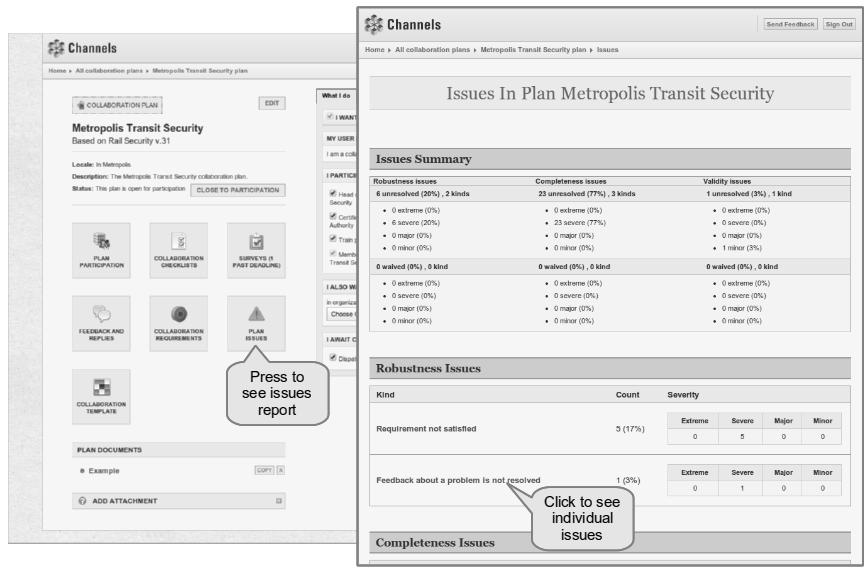 Channels
Home ▸ All collaboration plans ▸ Metropolis Transit Security plan
COLLABORATION PLAN
EDIT
Metropolis Transit Security
Based on Rail Security v.31
Locale: In Metropolis
Description: The Metropolis Transit Security collaboration plan.
Status: This plan is open for participation
CLOSE TO PARTICIPATION
PLAN
PARTICIPATION
COLLABORATION
CHECKLISTS
SURVEYS (1
PAST DEADLINE)
FEEDBACK AND
REPLIES
COLLABORATION
REQUIREMENTS
PLAN
ISSUES
Press to
see issues
report
COLLABORATION
TEMPLATE
PLAN DOCUMENTS
Example
COPY X
ADD ATTACHMENT
What I do
I WANT
MY USER
I am a colla
I PARTICI
Head o
Security
Certifie
Authority
Train p
Membe
Transit Se
I ALSO WA
in organiza
Choose
I AWAIT C
Dispat
Channels
Send Feedback
Sign Out
Home ▸ All collaboration plans ▸ Metropolis Transit Security plan ▸ Issues
Issues In Plan Metropolis Transit Security
Issues Summary
Robustness issues Completeness issues Validity issues
6 unresolved (20%) , 2 kinds 23 unresolved (77%) , 3 kinds 1 unresolved (3%) , 1 kind
• 0 extreme (0%) • 0 extreme (0%) • 0 extreme (0%)
• 6 severe (20%) • 23 severe (77%) • 0 severe (0%)
• 0 major (0%) • 0 major (0%) • 0 major (0%)
• 0 minor (0%) • 0 minor (0%) • 1 minor (3%)
0 waived (0%) , 0 kind 0 waived (0%) , 0 kind 0 waived (0%) , 0 kind
• 0 extreme (0%) • 0 extreme (0%) • 0 extreme (0%)
• 0 severe (0%) • 0 severe (0%) • 0 severe (0%)
• 0 major (0%) • 0 major (0%) • 0 major (0%)
• 0 minor (0%) • 0 minor (0%) • 0 minor (0%)
Robustness Issues
Kind Count Severity
Extreme Severe Major Minor
Requirement not satisfied 5 (17%)
0 5 0 0
Extreme Severe Major Minor
Feedback about a problem is not resolved 1 (3%)
0 1 0 0
Click to see
individual
issues
Completeness Issues